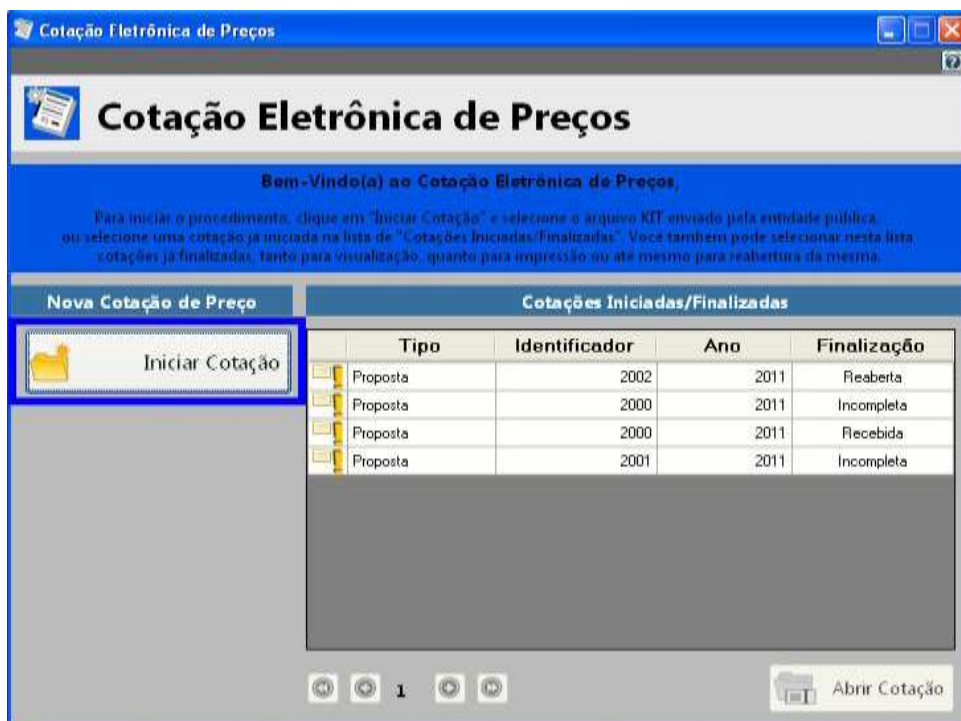 Cotação Eletrônica de Preços
Cotação Eletrônica de Preços
Bem-Vindo(a) ao Cotação Eletrônica de Preços,
Para iniciar o procedimento, clique em "Iniciar Cotação" e selecione o arquivo KIT enviado pela entidade pública,
ou selecione uma cotação já iniciada na lista de "Cotações Iniciadas/Finalizadas". Você também pode selecionar nesta lista
cotações já finalizadas, tanto para visualização, quanto para impressão ou até mesmo para reabertura da mesma.
Nova Cotação de Preço
Cotações Iniciadas/Finalizadas
Iniciar Cotação
Tipo Identificador Ano Finalização
Proposta 2002 2011 Reaberta
Proposta 2000 2011 Incompleta
Proposta 2000 2011 Recebida
Proposta 2001 2011 Incompleta
1
Abrir Cotação